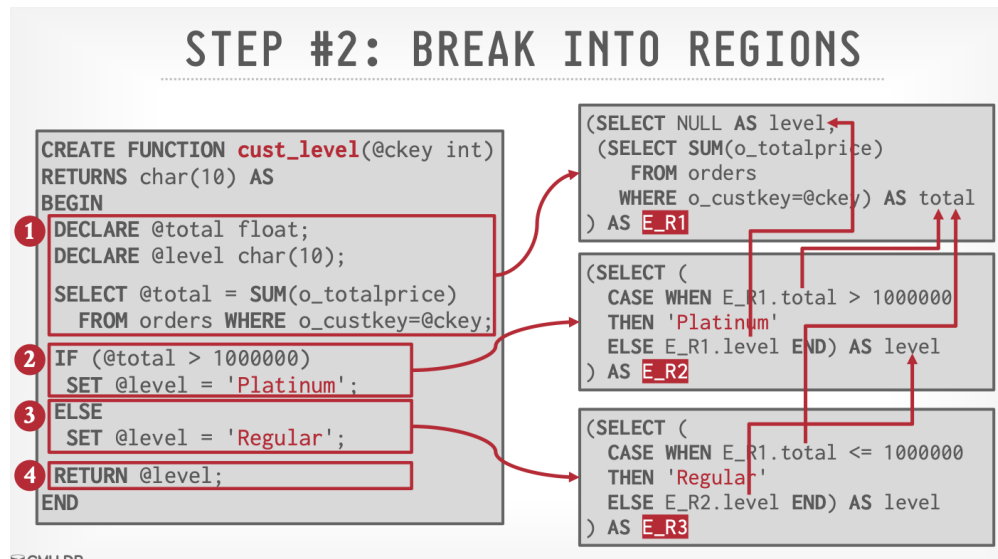 STEP #2: BREAK INTO REGIONS
CREATE FUNCTION cust_level(@ckey int)
RETURNS char(10) AS
BEGIN
1
DECLARE @total float;
DECLARE @level char(10);
SELECT @total = SUM(o_totalprice)
FROM orders WHERE o_custkey=@ckey;
2
IF (@total > 1000000)
SET @level = 'Platinum';
3
ELSE
SET @level = 'Regular';
4
RETURN @level;
END
(SELECT NULL AS level,
(SELECT SUM(o_totalprice)
FROM orders
WHERE o_custkey=@ckey) AS total
) AS E_R1
(SELECT (
CASE WHEN E_R1.total > 1000000
THEN 'Platinum'
ELSE E_R1.level END) AS level
) AS E_R2
(SELECT (
CASE WHEN E_R1.total <= 1000000
THEN 'Regular'
ELSE E_R2.level END) AS level
) AS E_R3